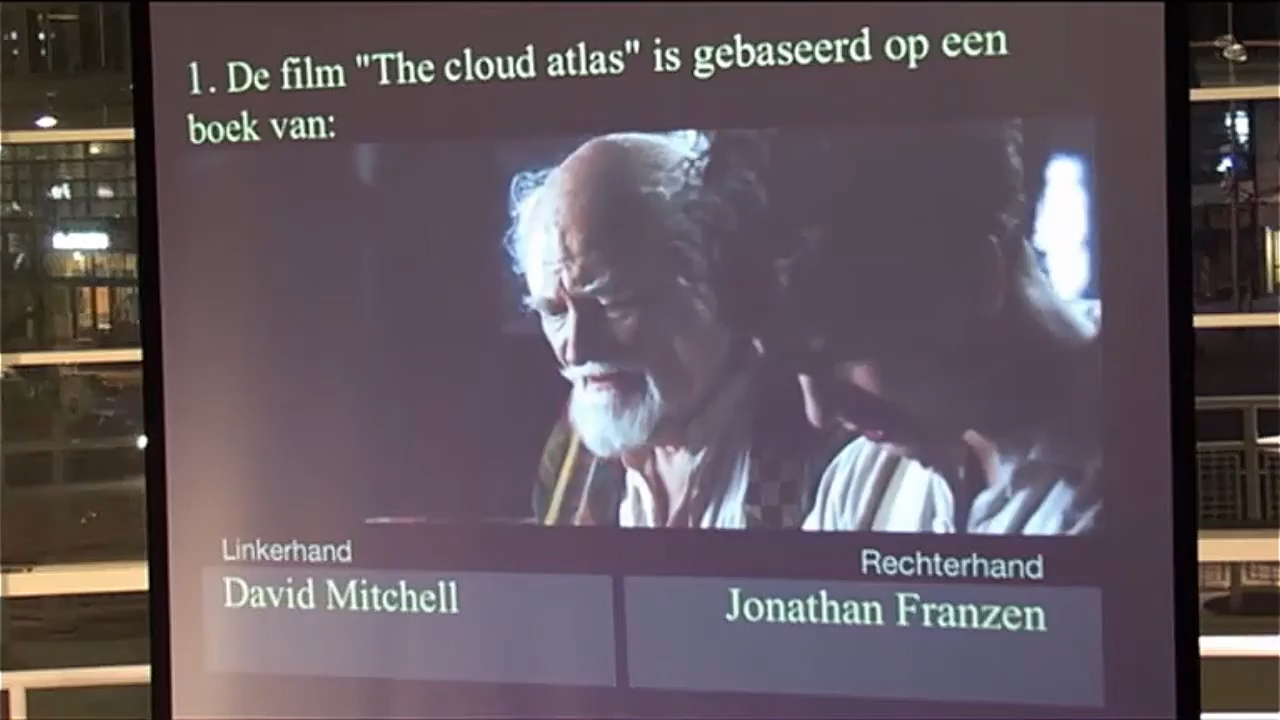 1. De film "The cloud atlas" is gebaseerd op een
boek van:
Linkerhand
Rechterhand
David Mitchell
Jonathan Franzen